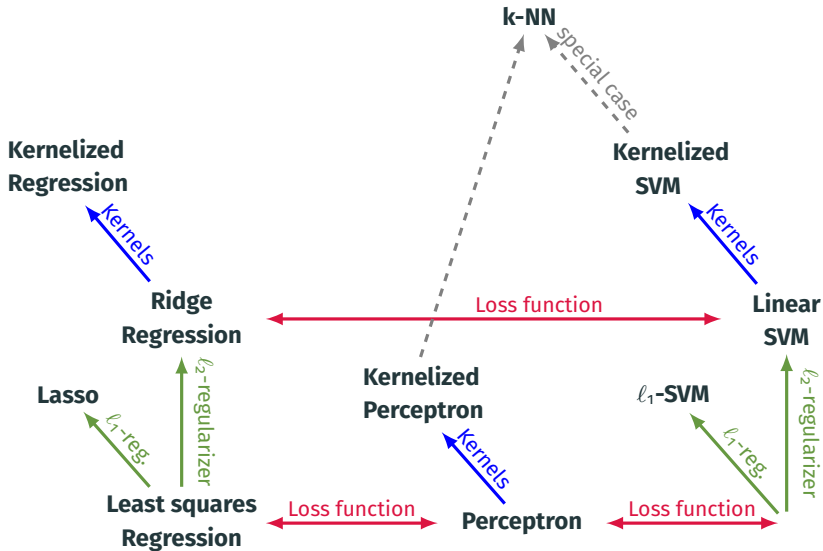 k-NN
special case
Kernelized
Regression
Kernelized
SVM
Kernels
Kernels
Ridge
Regression
Loss function
Linear
SVM
Kernelized
Perceptron
Lasso
ℓ₁-reg.
ℓ₂-regularizer
ℓ₁-SVM
ℓ₁-reg.
ℓ₂-regularizer
Kernels
Least squares
Regression
Loss function
Perceptron
Loss function